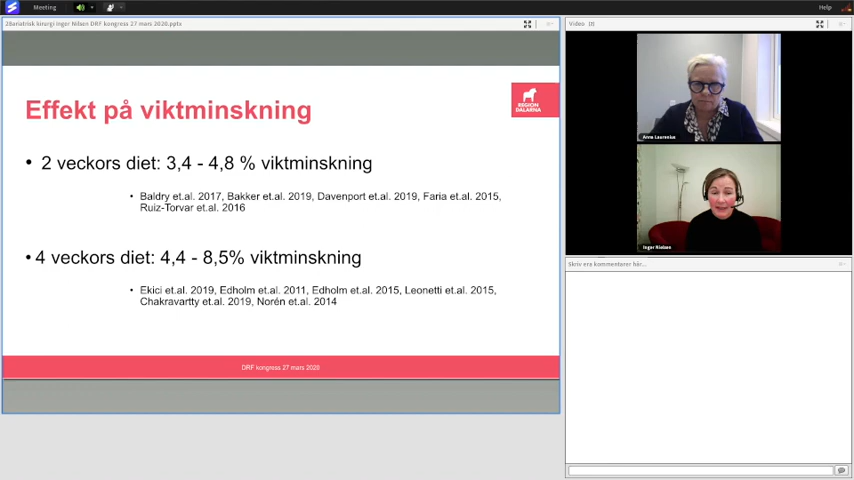 Meeting
Help
2Bariatrisk kirurgi Inger Nilsen DRF kongress 27 mars 2020.pptx
Video (2)
Effekt på viktminskning
REGION
DALARNA
• 2 veckors diet: 3,4 - 4,8 % viktminskning
• Baldry et.al. 2017, Bakker et.al. 2019, Davenport et.al. 2019, Faria et.al. 2015,
Ruiz-Torvar et.al. 2016
• 4 veckors diet: 4,4 - 8,5% viktminskning
• Ekici et.al. 2019, Edholm et.al. 2011, Edholm et.al. 2015, Leonetti et.al. 2015,
Chakravartty et.al. 2019, Norén et.al. 2014
DRF kongress 27 mars 2020
Anna Laurenius
Inger Nielsen
Skriv era kommentarer här...